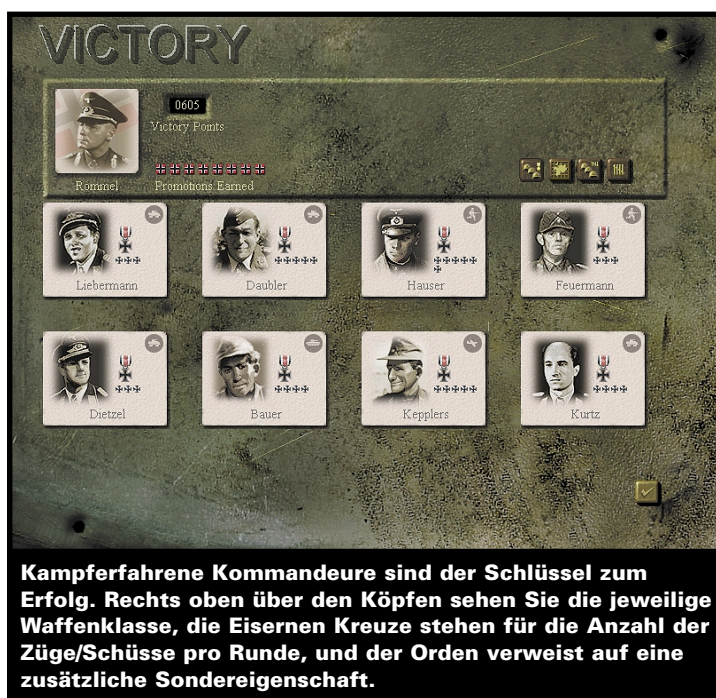 VICTORY
0605
Victory Points
Rommel
Promotions Earned
Liebermann
Daubler
Hauser
Feuermann
Dietzel
Bauer
Kepplers
Kurtz
Kampferfahrene Kommandeure sind der Schlüssel zum
Erfolg. Rechts oben über den Köpfen sehen Sie die jeweilige
Waffenklasse, die Eisernen Kreuze stehen für die Anzahl der
Züge/Schüsse pro Runde, und der Orden verweist auf eine
zusätzliche Sondereigenschaft.